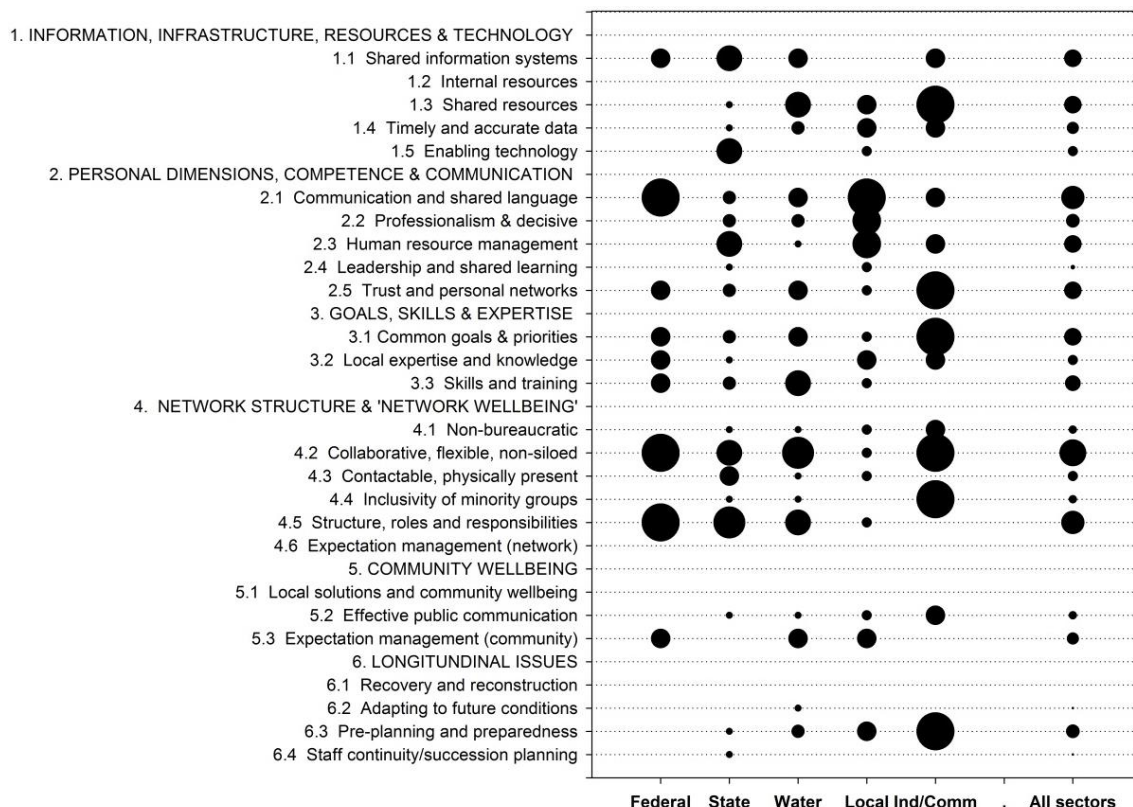 1. INFORMATION, INFRASTRUCTURE, RESOURCES & TECHNOLOGY
1.1 Shared information systems
1.2 Internal resources
1.3 Shared resources
1.4 Timely and accurate data
1.5 Enabling technology
2. PERSONAL DIMENSIONS, COMPETENCE & COMMUNICATION
2.1 Communication and shared language
2.2 Professionalism & decisive
2.3 Human resource management
2.4 Leadership and shared learning
2.5 Trust and personal networks
3. GOALS, SKILLS & EXPERTISE
3.1 Common goals & priorities
3.2 Local expertise and knowledge
3.3 Skills and training
4. NETWORK STRUCTURE & 'NETWORK WELLBEING'
4.1 Non-bureaucratic
4.2 Collaborative, flexible, non-siloed
4.3 Contactable, physically present
4.4 Inclusivity of minority groups
4.5 Structure, roles and responsibilities
4.6 Expectation management (network)
5. COMMUNITY WELLBEING
5.1 Local solutions and community wellbeing
5.2 Effective public communication
5.3 Expectation management (community)
6. LONGITUNDINAL ISSUES
6.1 Recovery and reconstruction
6.2 Adapting to future conditions
6.3 Pre-planning and preparedness
6.4 Staff continuity/succession planning
Federal State Water Local Ind/Comm . All sectors